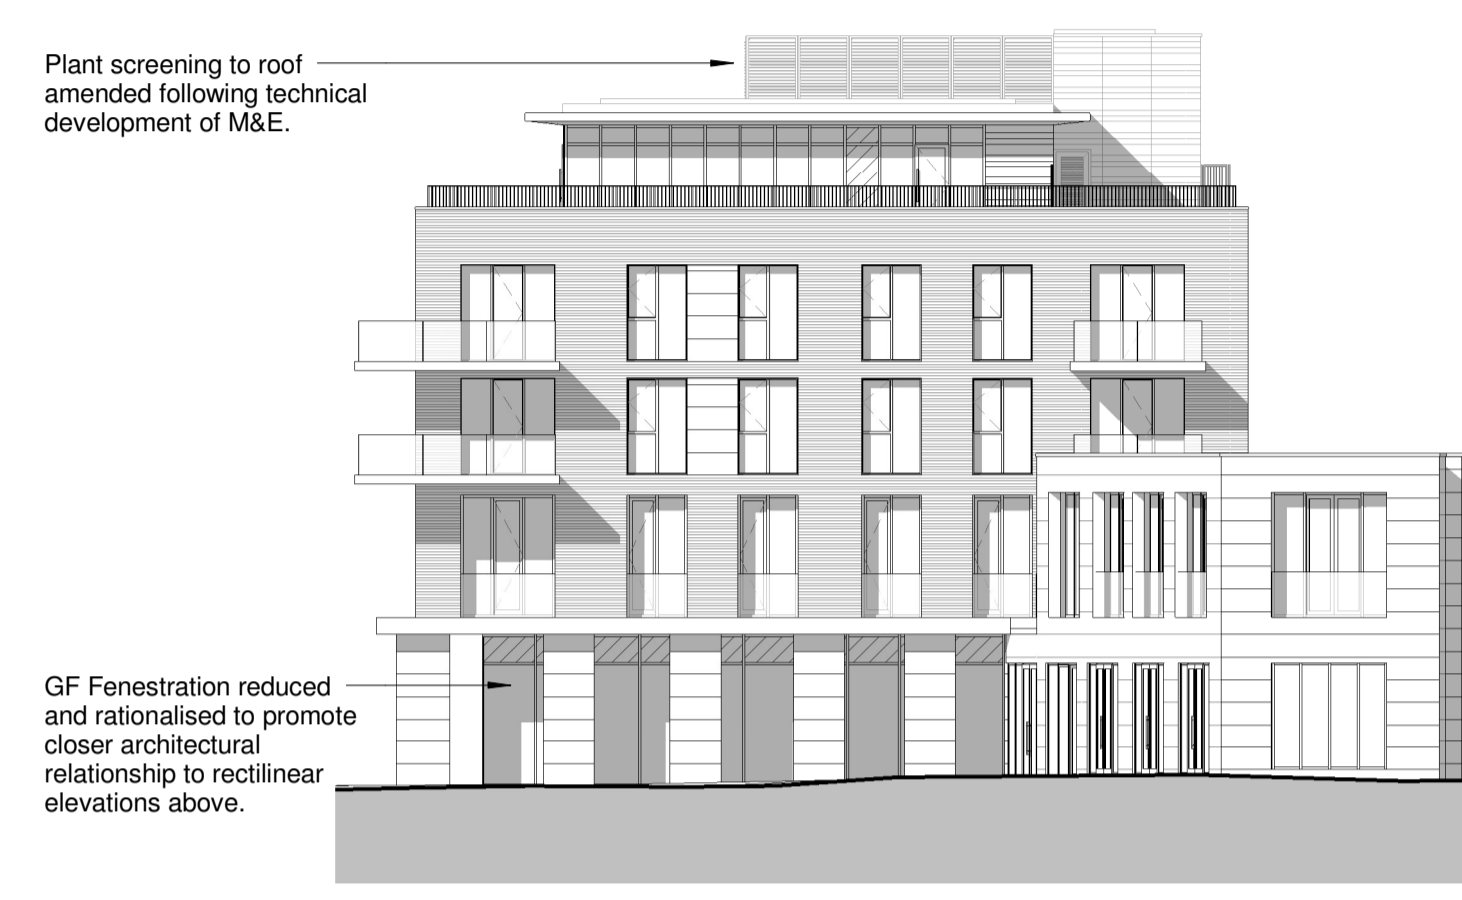 Plant screening to roof
amended following technical
development of M&E.
GF Fenestration reduced
and rationalised to promote
closer architectural
relationship to rectilinear
elevations above.